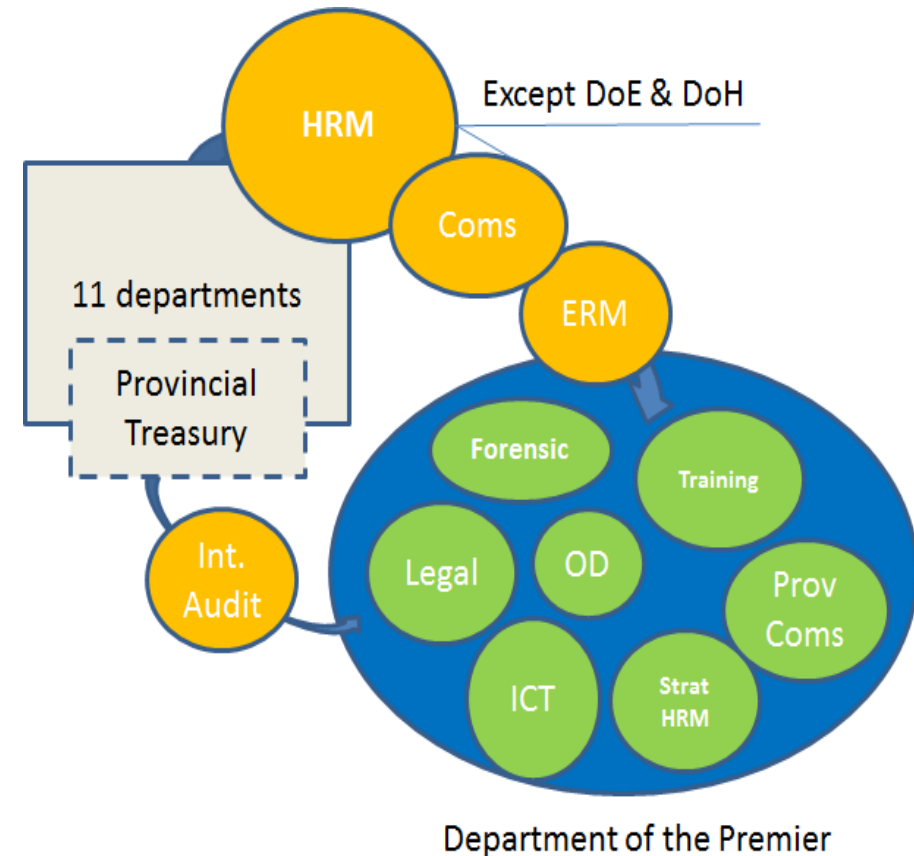 Except DoE & DoH
HRM
Coms
11 departments
ERM
Provincial
Treasury
Forensic
Training
Int.
Audit
Legal
OD
Prov
Coms
ICT
Strat
HRM
Department of the Premier